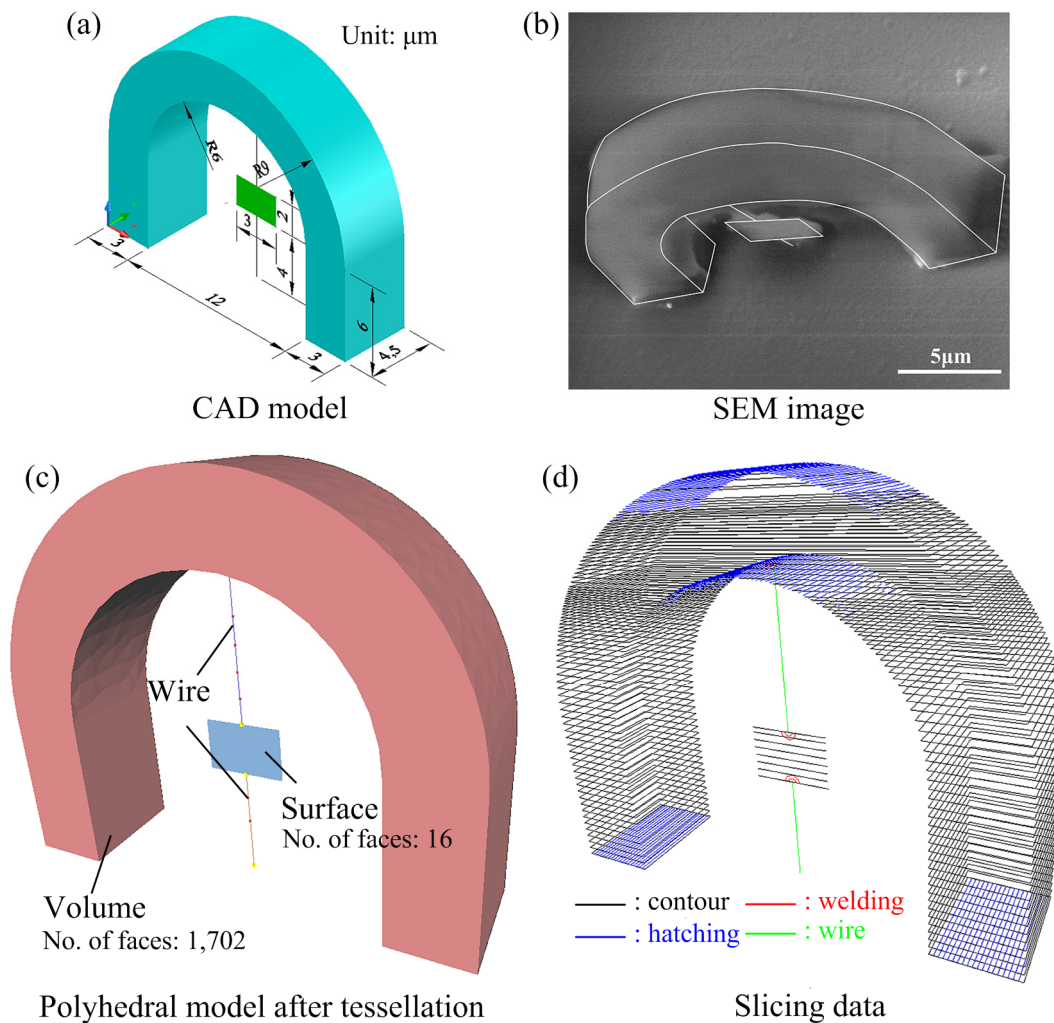 (a)
Unit: μm
R6
R9
2
3
4
3
12
6
3
4,5
CAD model
(b)
5μm
SEM image
(c)
Wire
Surface
No. of faces: 16
Volume
No. of faces: 1,702
Polyhedral model after tessellation
(d)
: contour
: welding
: hatching
: wire
Slicing data